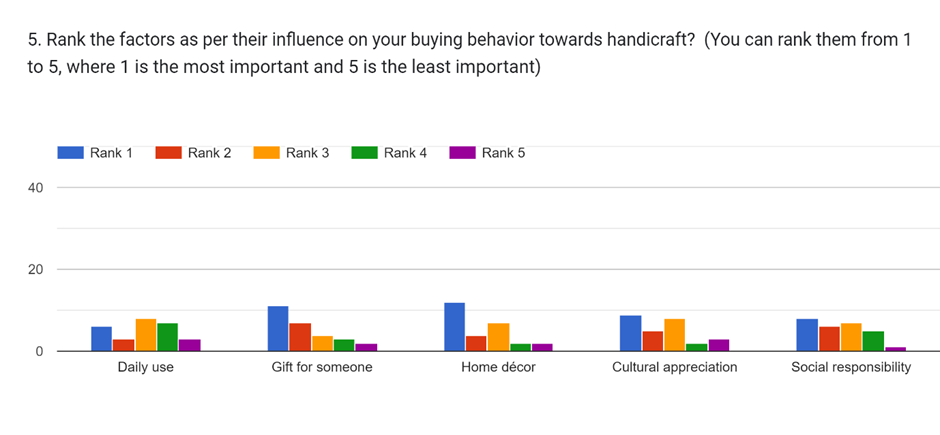 5. Rank the factors as per their influence on your buying behavior towards handicraft?  (You can rank them from 1
to 5, where 1 is the most important and 5 is the least important)
Rank 1 Rank 2 Rank 3 Rank 4 Rank 5
40
20
0
Daily use Gift for someone Home décor Cultural appreciation Social responsibility